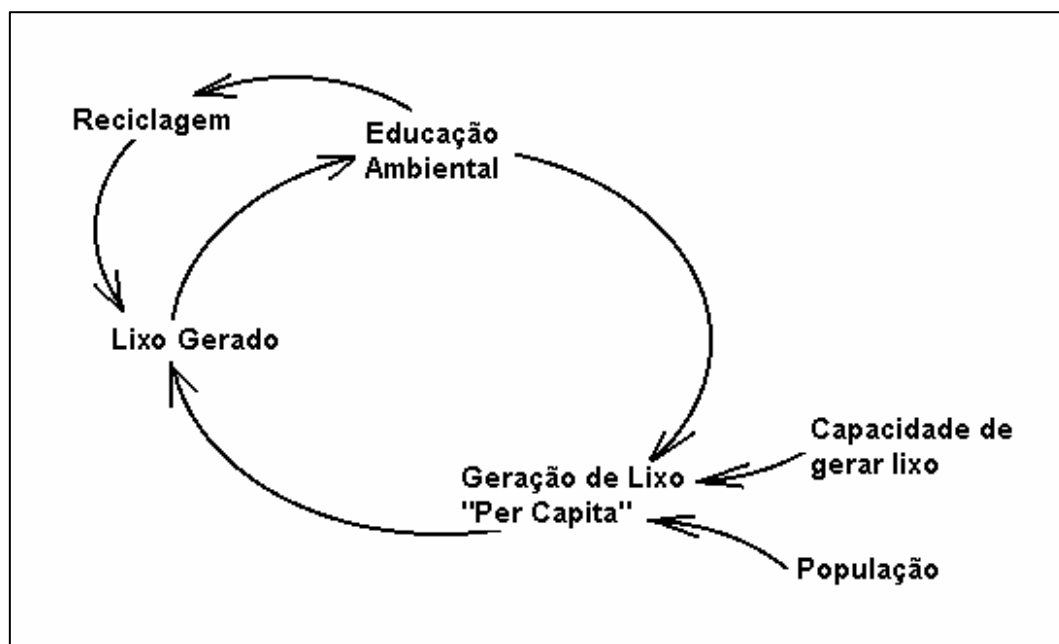 Reciclagem
Educação
Ambiental
Lixo Gerado
Capacidade de
gerar lixo
Geração de Lixo
"Per Capita"
População